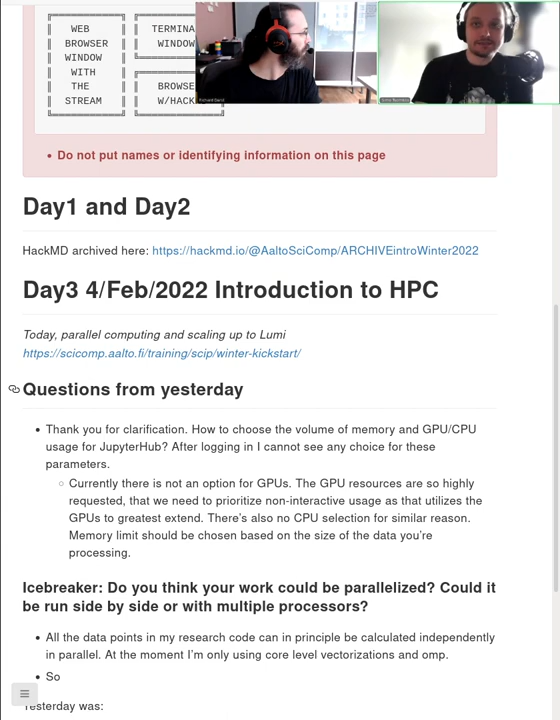 WEB
BROWSER
WINDOW
WITH
THE
STREAM
TERMINA
WINDOW
BROWSE
W/HACK
Do not put names or identifying information on this page
Day1 and Day2
HackMD archived here: https://hackmd.io/@AaltoSciComp/ARCHIVEintroWinter2022
Day3 4/Feb/2022 Introduction to HPC
Today, parallel computing and scaling up to Lumi
https://scicomp.aalto.fi/training/scip/winter-kickstart/
Questions from yesterday
Thank you for clarification. How to choose the volume of memory and GPU/CPU
usage for JupyterHub? After logging in I cannot see any choice for these
parameters.
Currently there is not an option for GPUs. The GPU resources are so highly
requested, that we need to prioritize non-interactive usage as that utilizes the
GPUs to greatest extend. There's also no CPU selection for similar reason.
Memory limit should be chosen based on the size of the data you're
processing.
Icebreaker: Do you think your work could be parallelized? Could it
be run side by side or with multiple processors?
All the data points in my research code can in principle be calculated independently
in parallel. At the moment I'm only using core level vectorizations and omp.
So
Yesterday was: